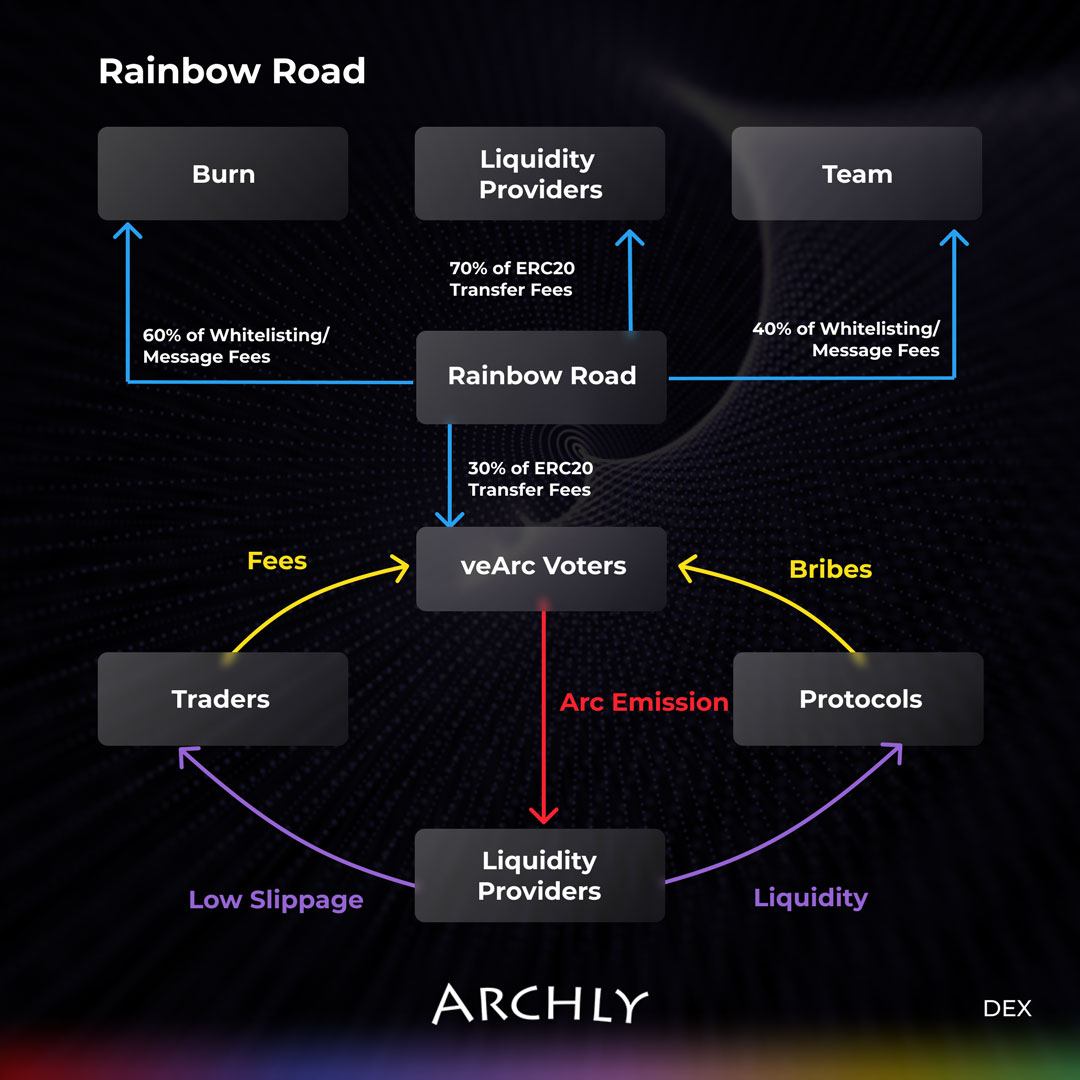 Rainbow Road
Burn
Liquidity
Providers
Team
70% of ERC20
Transfer Fees
60% of Whitelisting/
Message Fees
40% of Whitelisting/
Message Fees
Rainbow Road
30% of ERC20
Transfer Fees
Fees
veArc Voters
Bribes
Traders
Arc Emission
Protocols
Liquidity
Providers
Low Slippage
Liquidity
ARCHLY
DEX